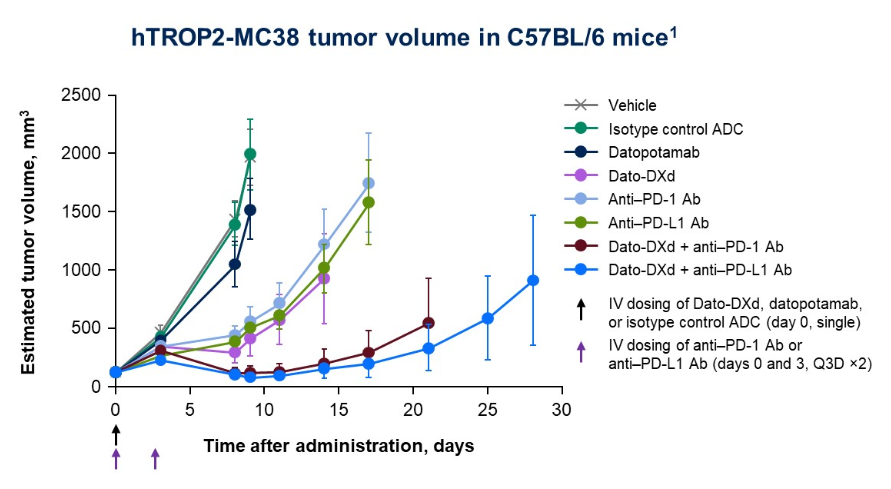 hTROP2-MC38 tumor volume in C57BL/6 mice¹
Estimated tumor volume, mm³
2500
2000
1500
1000
500
0
0
5
10
15
20
25
30
Time after administration, days
Vehicle
Isotype control ADC
Datopotamab
Dato-DXd
Anti–PD-1 Ab
Anti–PD-L1 Ab
Dato-DXd + anti–PD-1 Ab
Dato-DXd + anti–PD-L1 Ab
IV dosing of Dato-DXd, datopotamab,
or isotype control ADC (day 0, single)
IV dosing of anti–PD-1 Ab or
anti–PD-L1 Ab (days 0 and 3, Q3D ×2)